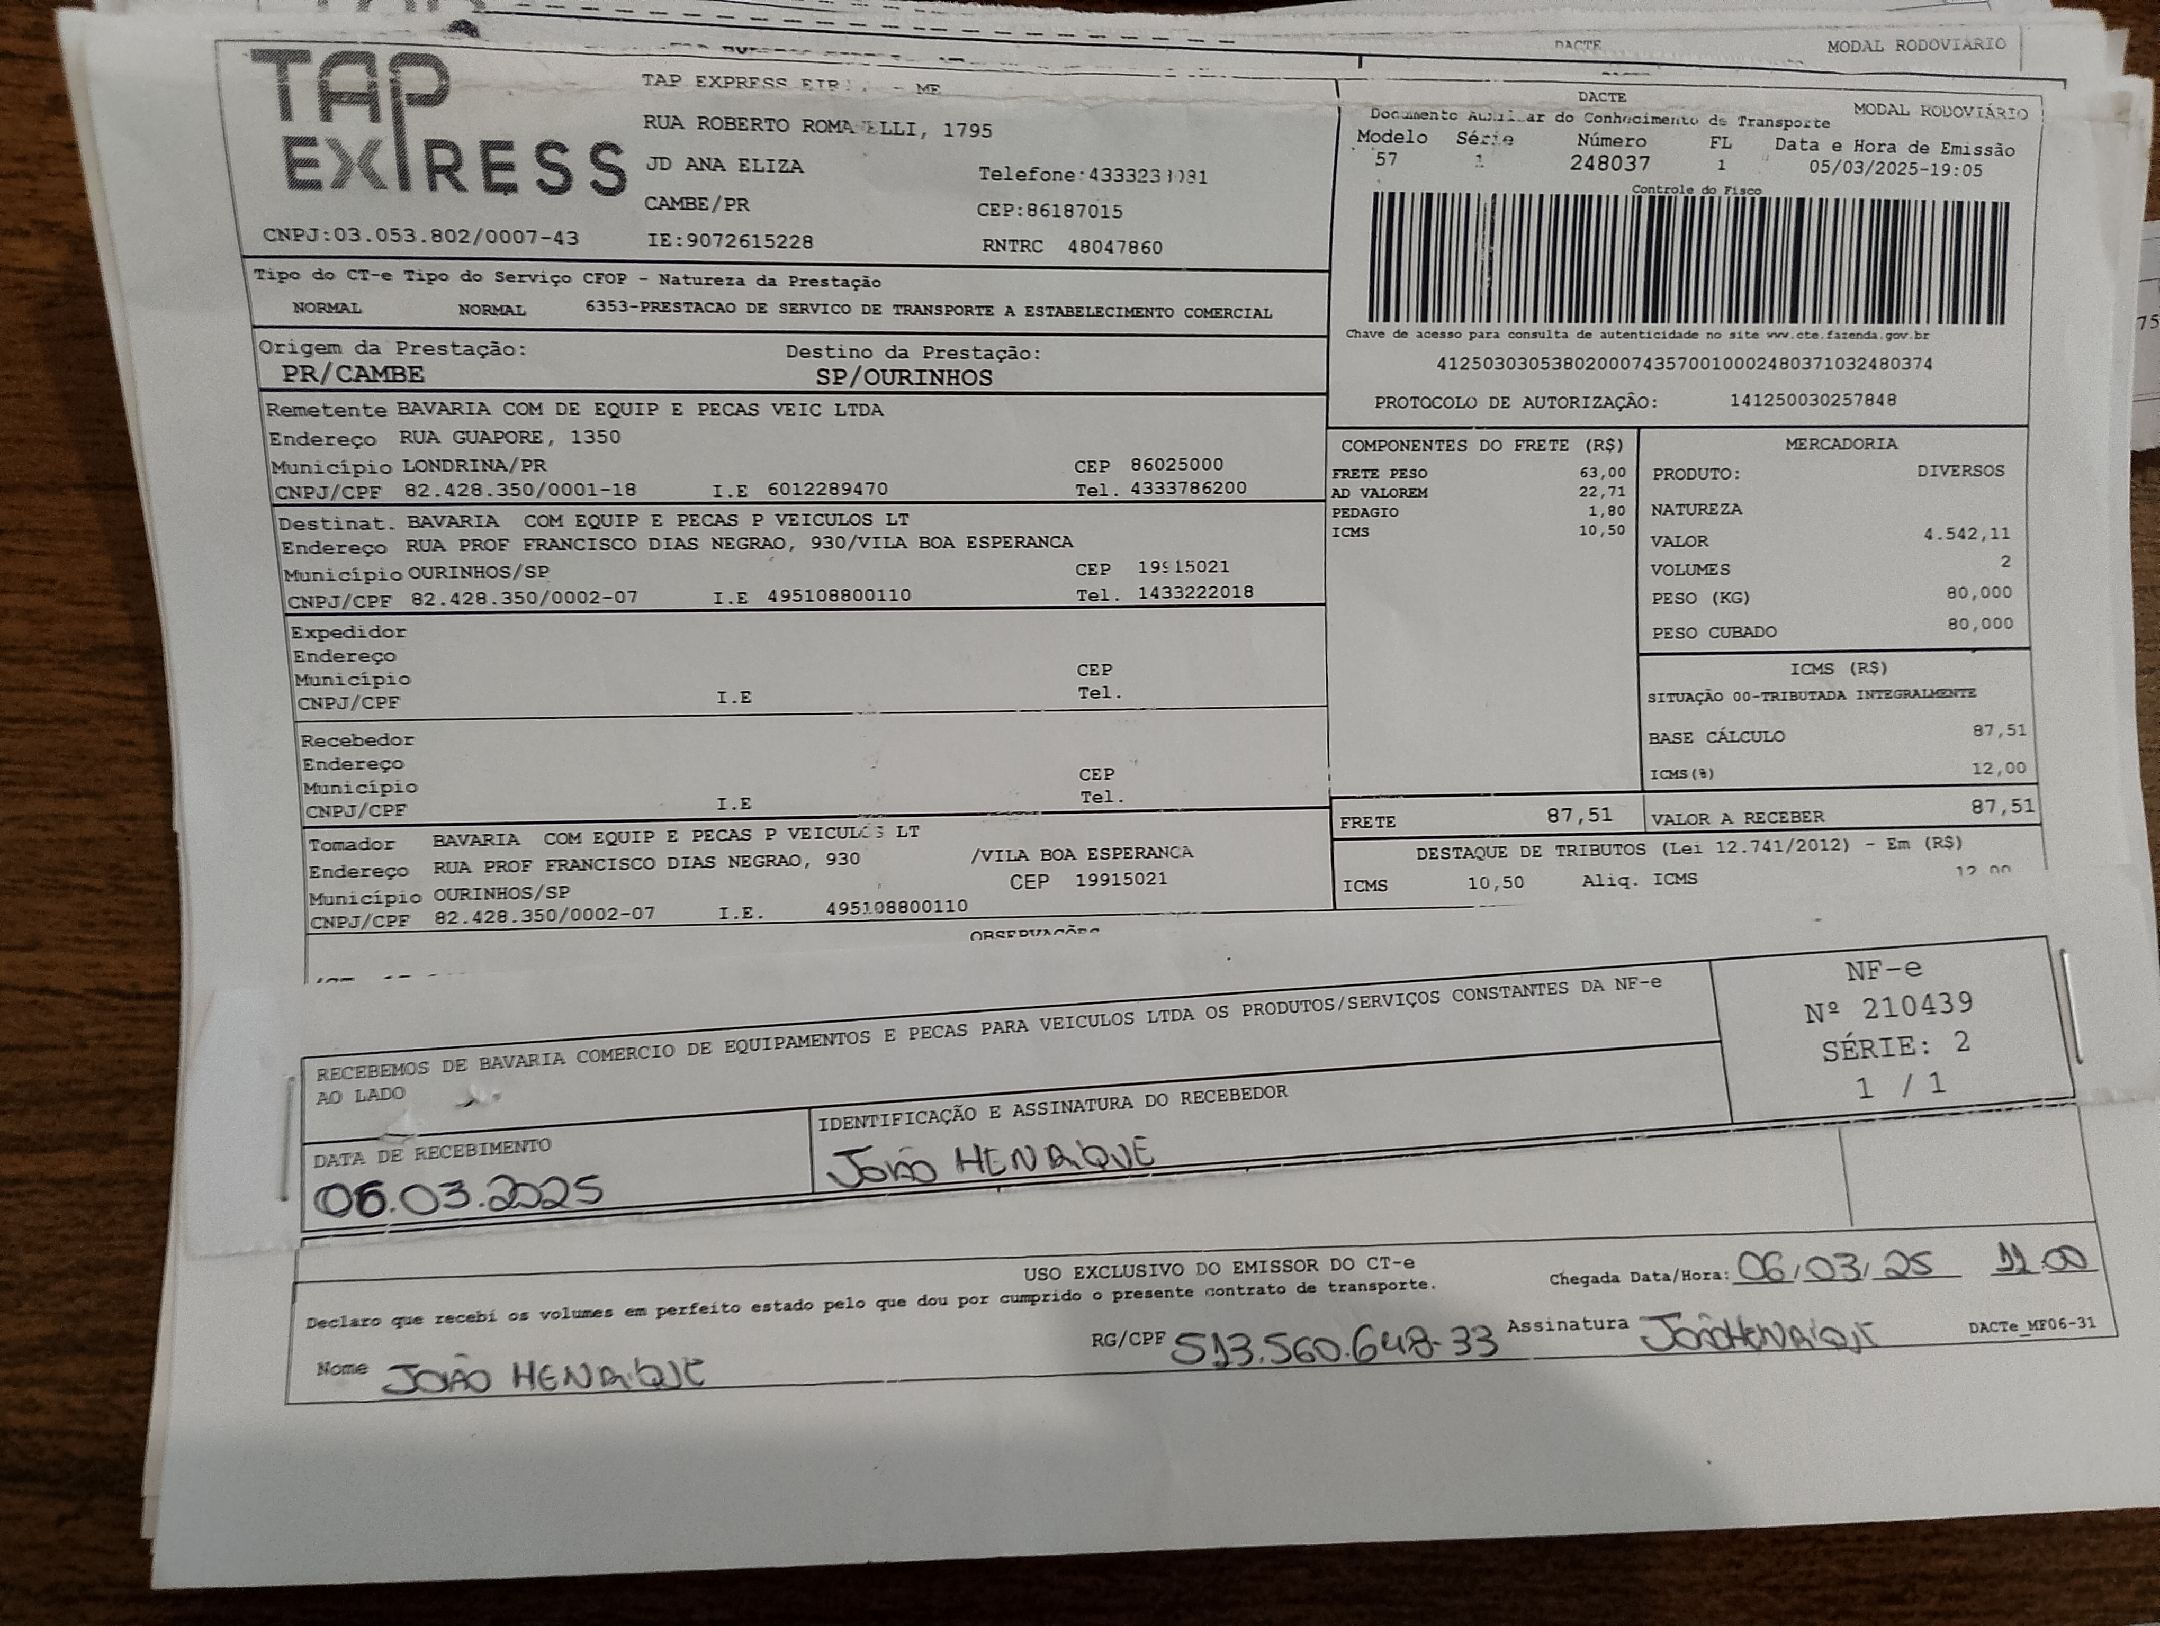 DACTE MODAL RODOVIÁRIO
TAP EXPRESS
TAP EXPRESS - ME
RUA ROBERTO ROMA ELLI, 1795
JD ANA ELIZA
Telefone:
CAMBE/PR
CEP:86187015
CNPJ:03.053.802/0007-43
IE:9072615228
RNTRC 48047860
DACTE
MODAL RODOVIÁRIO
Documento Auxiliar do Conhecimento de Transporte
Modelo Série Número FL Data e Hora de Emissão
57 1 248037 1 05/03/2025-19:05
Controle do Fisco
Chave de acesso para consulta de autenticidade no site www.cte.fazenda.gov.br
41250303053802000743570010002480371032480374
PROTOCOLO DE AUTORIZAÇÃO: 141250030257848
Tipo do CT-e Tipo do Serviço CFOP - Natureza da Prestação
NORMAL NORMAL 6353-PRESTACAO DE SERVICO DE TRANSPORTE A ESTABELECIMENTO COMERCIAL
Origem da Prestação: Destino da Prestação:
PR/CAMBE SP/OURINHOS
Remetente BAVARIA COM DE EQUIP E PECAS VEIC LTDA
Endereço RUA GUAPORE, 1350
Município LONDRINA/PR CEP 86025000
CNPJ/CPF 82.428.350/0001-18 I.E 6012289470 Tel. 4333786200
Destinat. BAVARIA COM EQUIP E PECAS P VEICULOS LT
Endereço RUA PROF FRANCISCO DIAS NEGRAO, 930/VILA BOA ESPERANCA
Município OURINHOS/SP CEP 19915021
CNPJ/CPF 82.428.350/0002-07 I.E 495108800110 Tel. 1433222018
Expedidor
Endereço
Município CEP
CNPJ/CPF I.E Tel.
Recebedor
Endereço
Município CEP
CNPJ/CPF I.E Tel.
Tomador BAVARIA COM EQUIP E PECAS P VEICULOS LT
Endereço RUA PROF FRANCISCO DIAS NEGRAO, 930 /VILA BOA ESPERANCA
Município OURINHOS/SP CEP 19915021
CNPJ/CPF 82.428.350/0002-07 I.E. 495108800110
COMPONENTES DO FRETE (R$)
FRETE PESO 63,00
AD VALOREM 22,71
PEDAGIO 1,80
ICMS 10,50
MERCADORIA
PRODUTO: DIVERSOS
NATUREZA
VALOR 4.542,11
VOLUMES 2
PESO (KG) 80,000
PESO CUBADO 80,000
ICMS (R$)
SITUAÇÃO 00-TRIBUTADA INTEGRALMENTE
BASE CÁLCULO 87,51
ICMS(%) 12,00
FRETE 87,51 VALOR A RECEBER 87,51
DESTAQUE DE TRIBUTOS (Lei 12.741/2012) - Em (R$)
ICMS 10,50 Aliq. ICMS 12,00
OBSERVAÇÕES
RECEBEMOS DE BAVARIA COMERCIO DE EQUIPAMENTOS E PECAS PARA VEICULOS LTDA OS PRODUTOS/SERVIÇOS CONSTANTES DA NF-e
AO LADO
NF-e
Nº 210439
SÉRIE: 2
1 / 1
DATA DE RECEBIMENTO
06.03.2025
IDENTIFICAÇÃO E ASSINATURA DO RECEBEDOR
JOÃO HENRIQUE
USO EXCLUSIVO DO EMISSOR DO CT-e
Declaro que recebi os volumes em perfeito estado pelo que dou por cumprido o presente contrato de transporte.
Chegada Data/Hora: 06/03/25 11:00
Nome JOÃO HENRIQUE
RG/CPF 513.560.648-33
Assinatura JOÃO HENRIQUE
DACTe_MF06-31